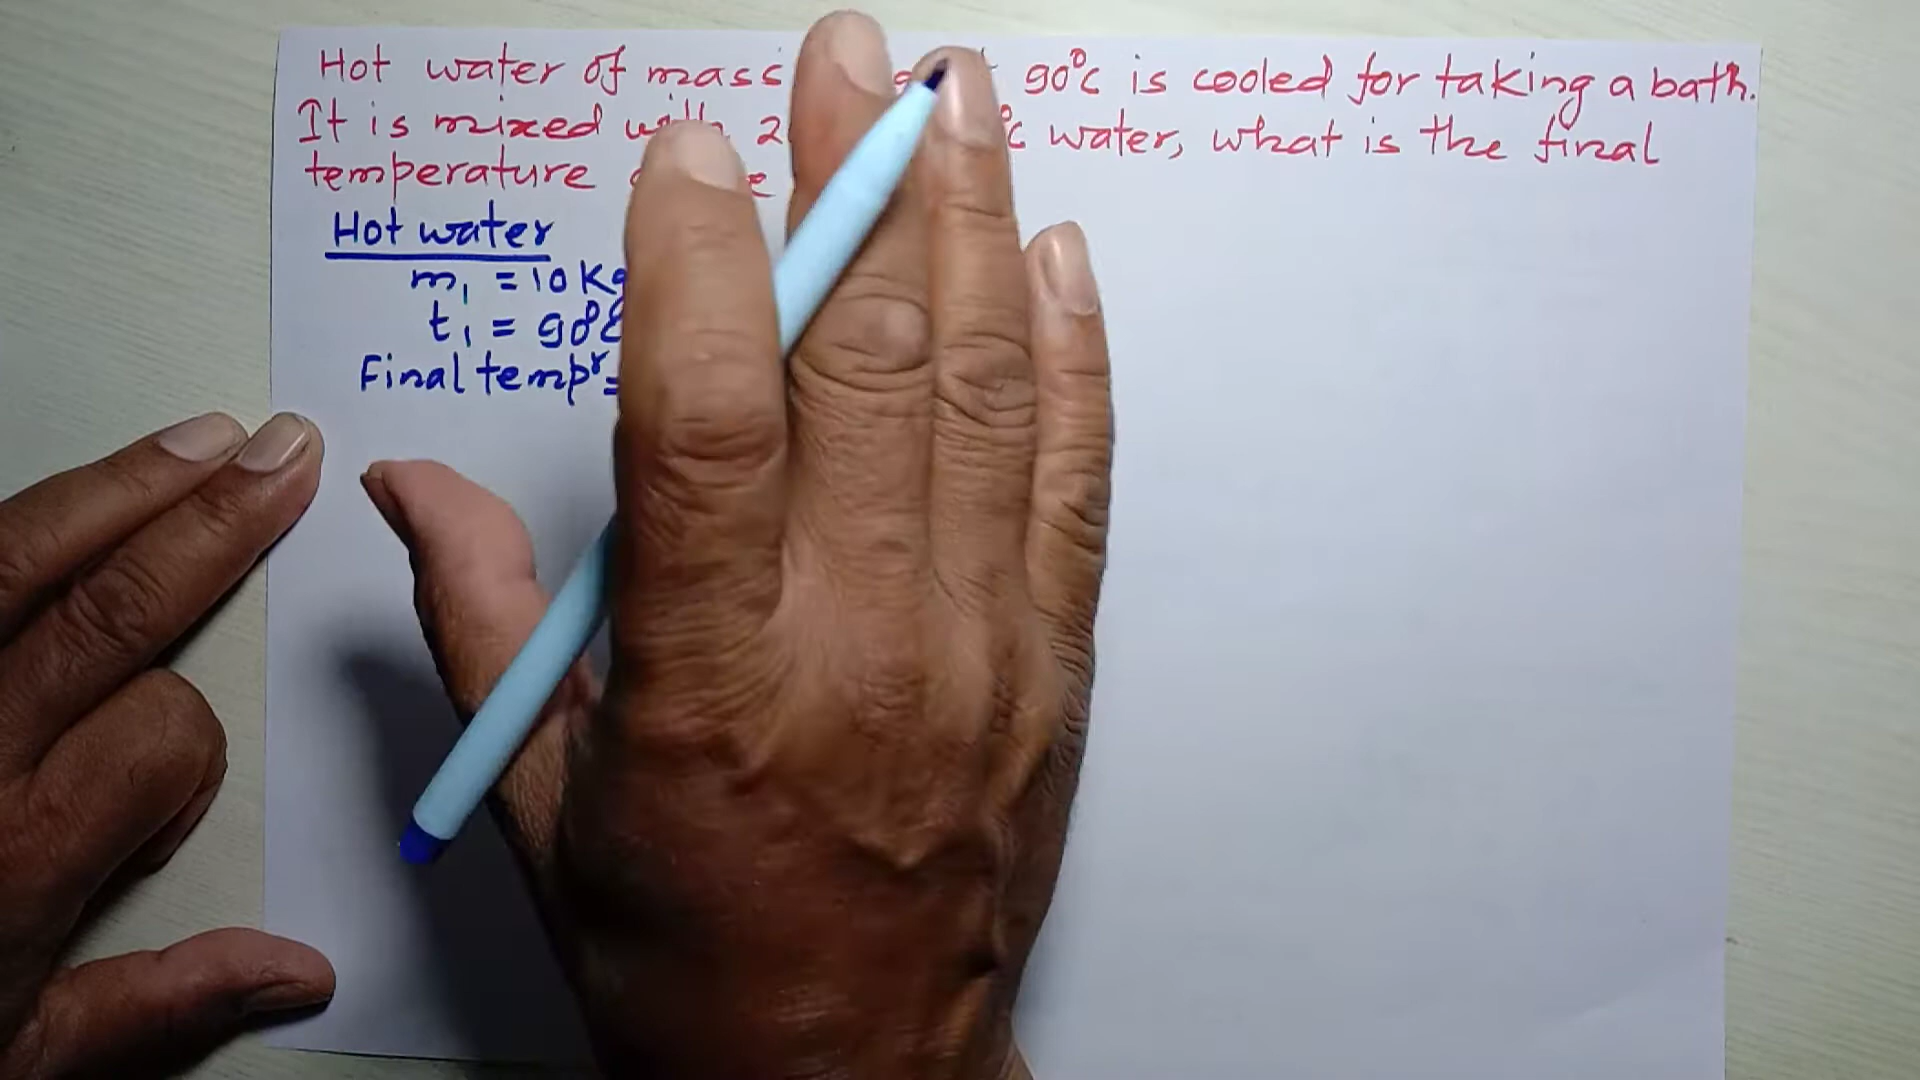 Hot water of mass 90°C is cooled for taking a bath.
It is mixed with 2 °C water, what is the final
temperature
Hot water
m₁ = 10 Kg
t₁ = 90°C
Final tempʳ =